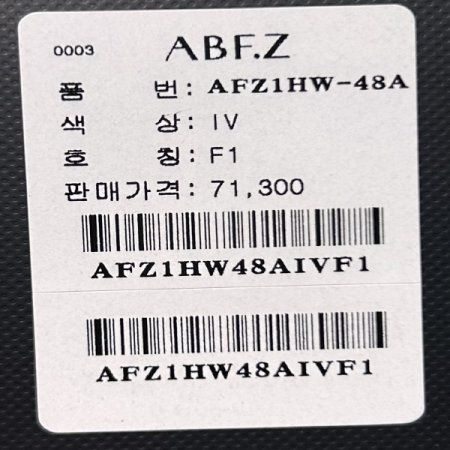 0003 ABF.Z
품 번: AFZ1HW-48A
색 상: IV
호 칭: F1
판매가격: 71,300
AFZ1HW48AIVF1
AFZ1HW48AIVF1